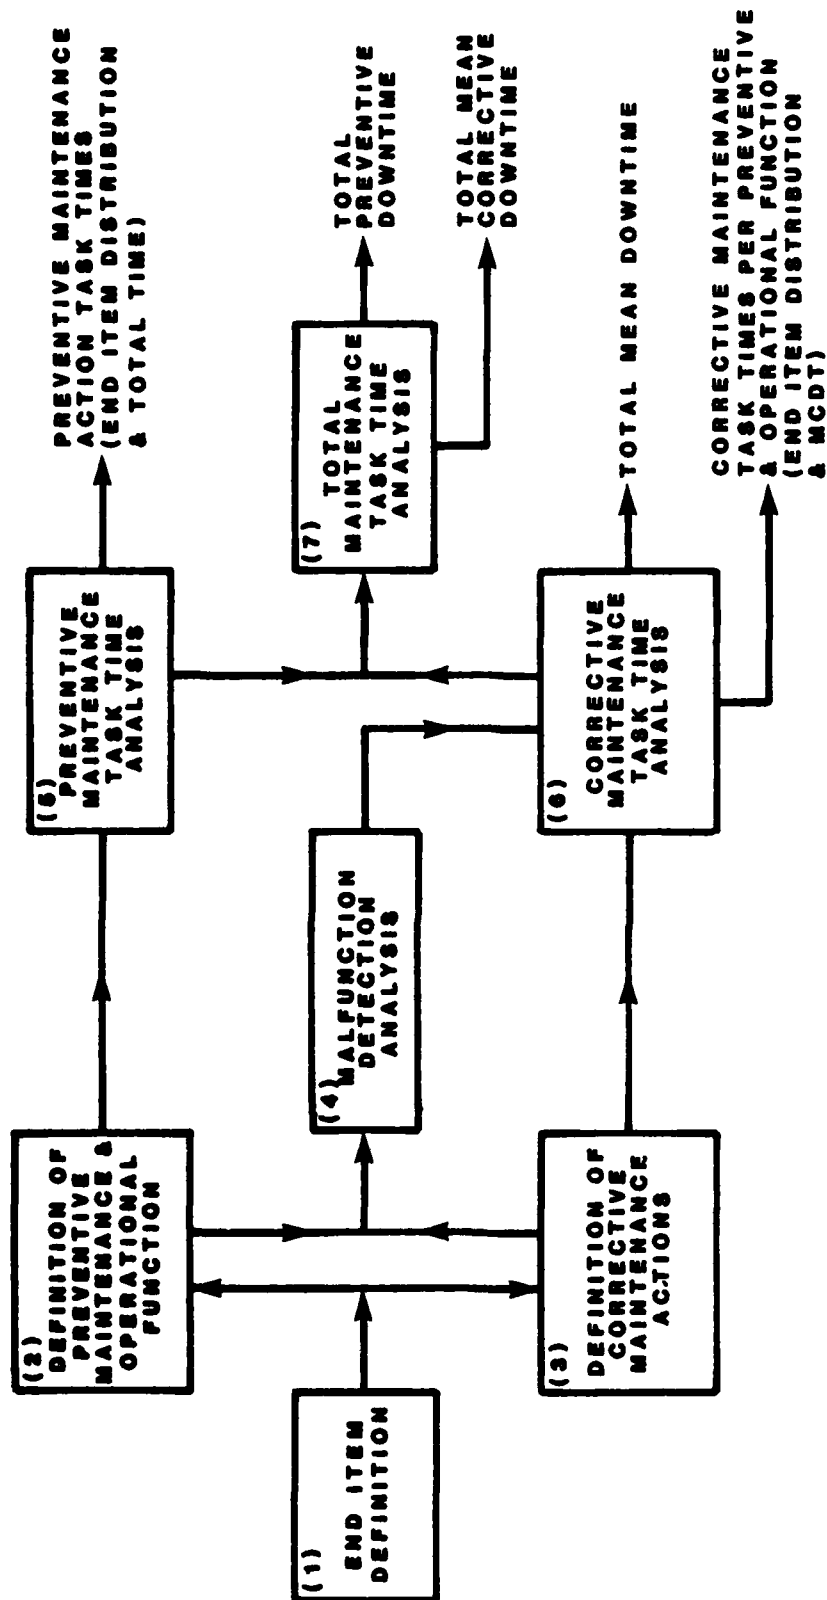 (1)
END ITEM
DEFINITION
(2)
DEFINITION OF
PREVENTIVE
MAINTENANCE &
OPERATIONAL
FUNCTION
(3)
DEFINITION OF
CORRECTIVE
MAINTENANCE
ACTIONS
(4)
MALFUNCTION
DETECTION
ANALYSIS
(5)
PREVENTIVE
MAINTENANCE
TASK TIME
ANALYSIS
(6)
CORRECTIVE
MAINTENANCE
TASK TIME
ANALYSIS
(7)
TOTAL
MAINTENANCE
TASK TIME
ANALYSIS
PREVENTIVE MAINTENANCE
ACTION TASK TIMES
(END ITEM DISTRIBUTION
& TOTAL TIME)
TOTAL
PREVENTIVE
DOWNTIME
TOTAL MEAN
CORRECTIVE
DOWNTIME
TOTAL MEAN DOWNTIME
CORRECTIVE MAINTENANCE
TASK TIMES PER PREVENTIVE
& OPERATIONAL FUNCTION
(END ITEM DISTRIBUTION
& MCDT)